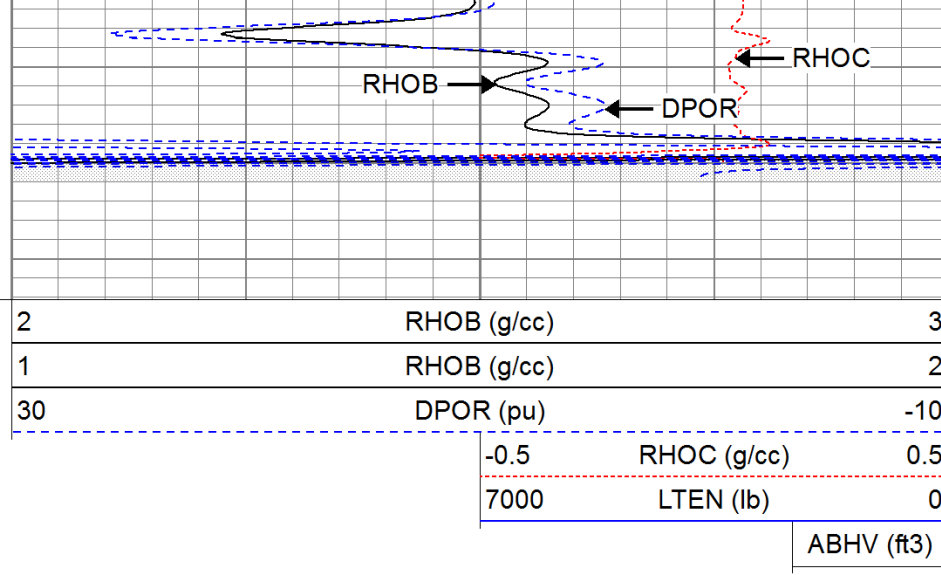 RHOC
RHOB
DPOR
2 RHOB (g/cc) 3
1 RHOB (g/cc) 2
30 DPOR (pu) -10
-0.5 RHOC (g/cc) 0.5
7000 LTEN (lb) 0
ABHV (ft3)